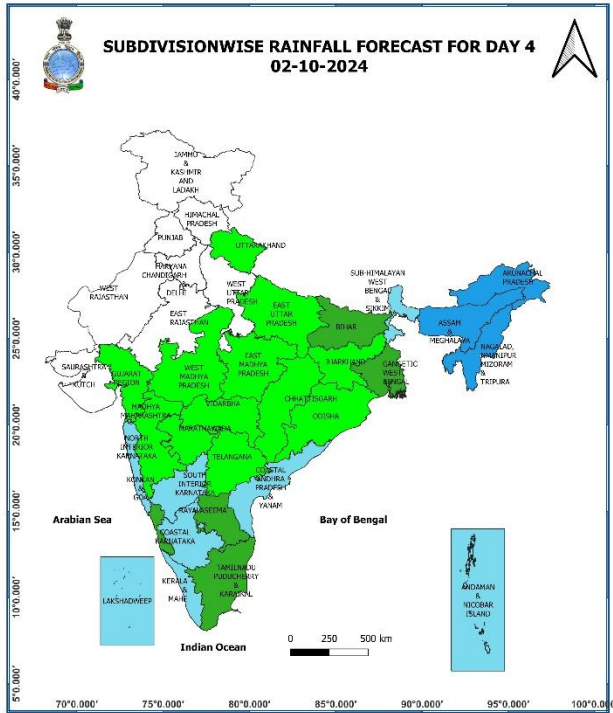 SUBDIVISIONWISE RAINFALL FORECAST FOR DAY 4
02-10-2024
40°0.000'
35°0.000'
30°0.000'
25°0.000'
20°0.000'
15°0.000'
10°0.000'
5°0.000'
JAMMO
&
KASHMIR
AND
LADAKH
HIMACHAL
PRADESH
PUNJAB
UTTARAKHAND
HARYANA
CHANDIGARH
&
DELHI
WEST
RAJASTHAN
WEST
UTTAR
PRADESH
SUB-HIMALAYAN
WEST
BENGAL
&
SIKKIM
ARUNACHAL
PRADESH
EAST
RAJASTHAN
EAST
UTTAR
PRADESH
BIHAR
ASSAM
&
MEGHALAYA
NAGALAD,
MANIPUR
MIZORAM
&
TRIPURA
SAURASHTRA
&
KUTCH
GUJARAT
REGION
WEST
MADHYA
PRADESH
EAST
MADHYA
PRADESH
JHARKHAND
GANGETIC
WEST
BENGAL
MADHYA
MAHARASHTRA
VIDARBHA
CHHATTISGARH
ODISHA
MARATHAWADA
NORTH
INTERIOR
KARNATAKA
TELANGANA
KONKAN
&
GOA
SOUTH
INTERIOR
KARNATAKA
COASTAL
ANDHRA
PRADESH
&
YANAM
RAYALASEEMA
Arabian Sea
Bay of Bengal
COASTAL
KARNATAKA
TAMILNADU
PUDUCHERRY
&
KARAIKAL
KERALA
&
MAHE
LAKSHADWEEP
ANDAMAN
&
NICOBAR
ISLAND
Indian Ocean
0 250 500 km
70°0.000' 75°0.000' 80°0.000' 85°0.000' 90°0.000' 95°0.000' 100°0.000'